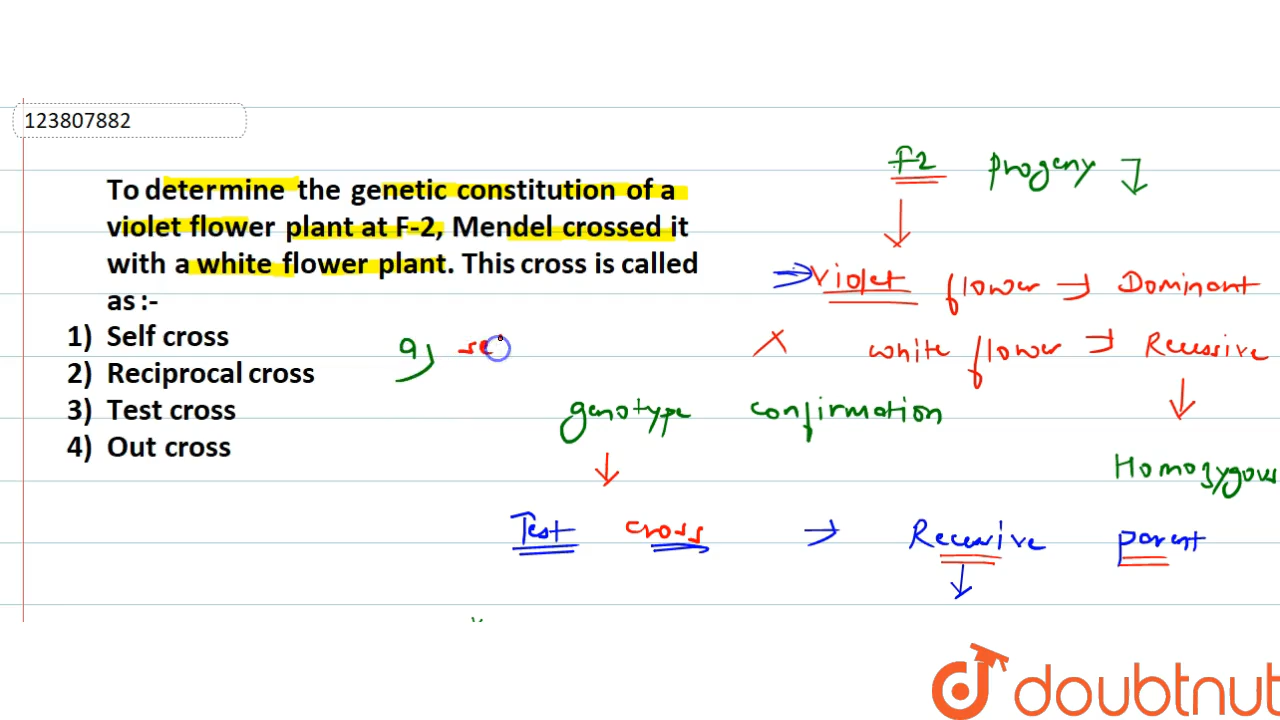 123807882
To determine the genetic constitution of a
violet flower plant at F-2, Mendel crossed it
with a white flower plant. This cross is called
as :-
1) Self cross
2) Reciprocal cross
3) Test cross
4) Out cross
F2 Progeny
Violet flower → Dominant
X white flower → Recessive
genotype confirmation
Homozygous
Test cross → Recessive parent
doubtnut